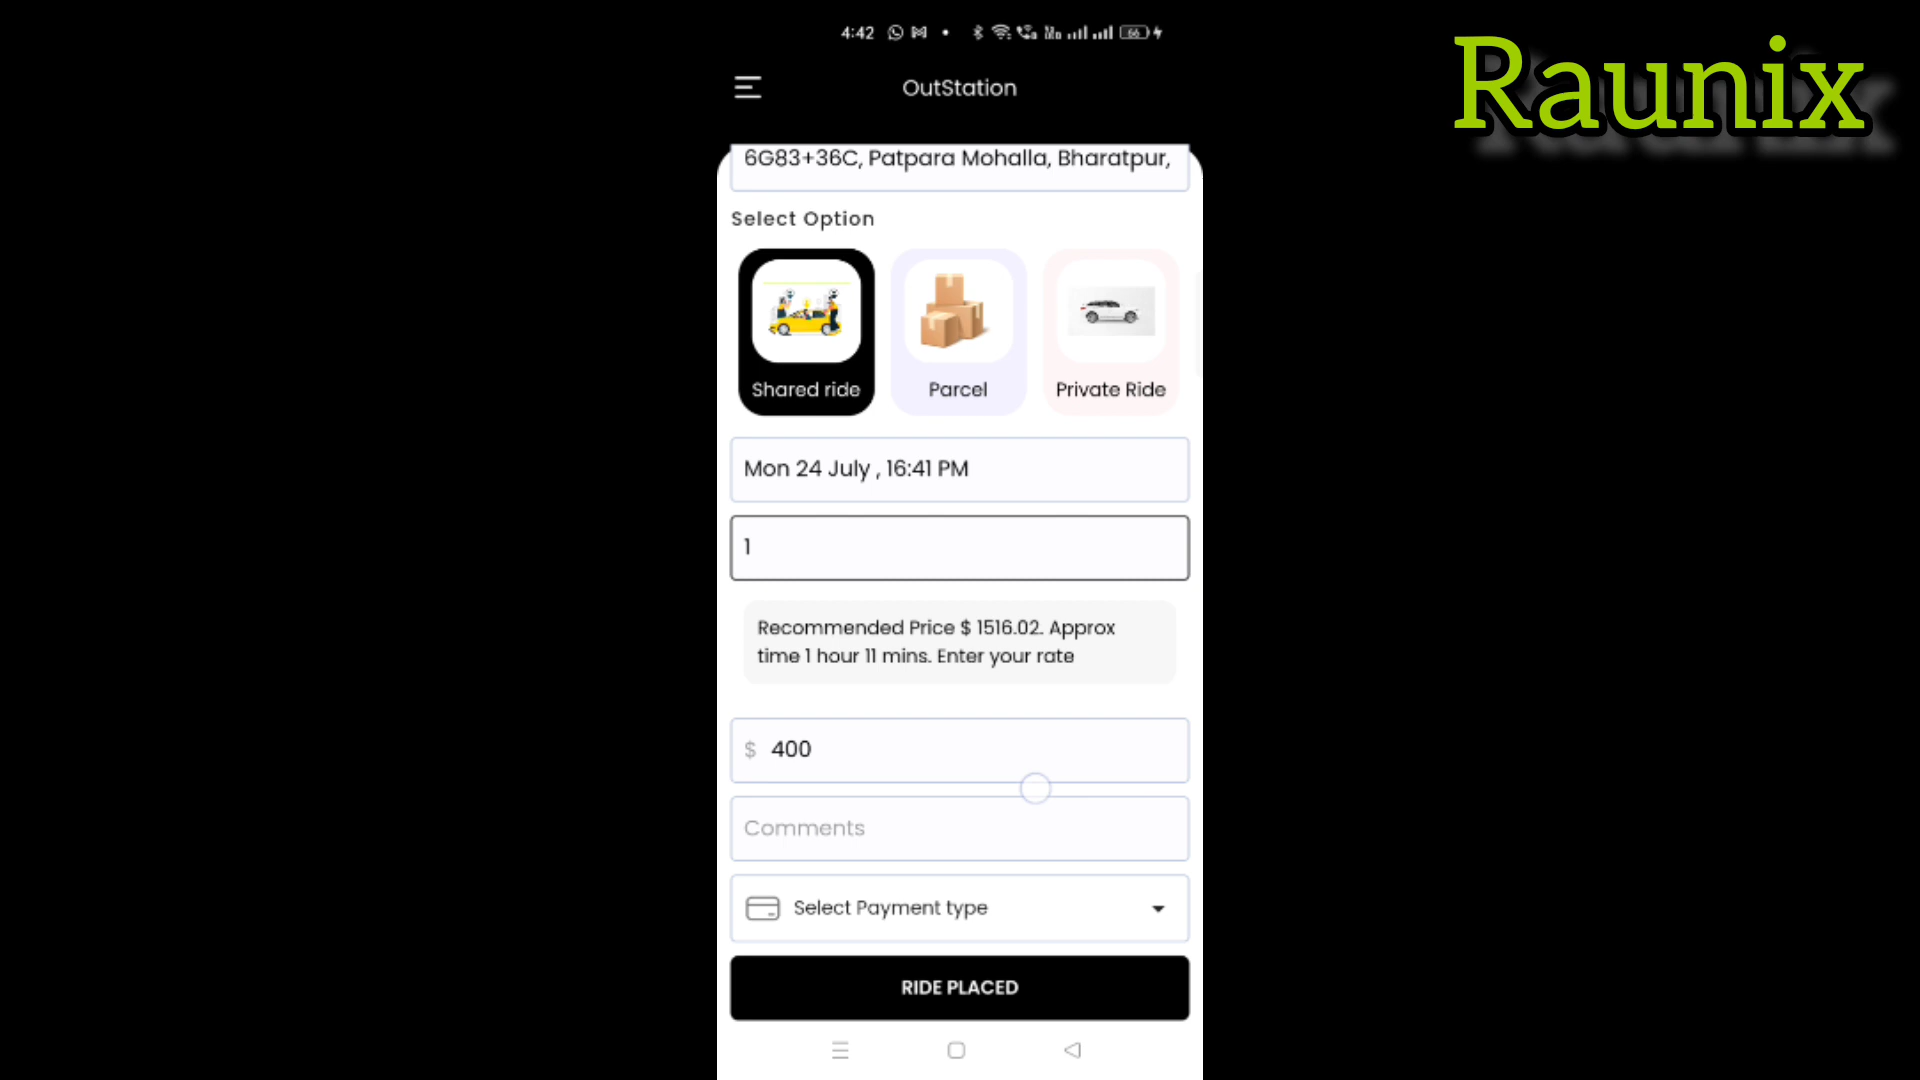 4:42
66
Raunix
OutStation
6G83+36C, Patpara Mohalla, Bharatpur,
Select Option
Shared ride
Parcel
Private Ride
Mon 24 July , 16:41 PM
1
Recommended Price $ 1516.02. Approx
time 1 hour 11 mins. Enter your rate
$ 400
Comments
Select Payment type
RIDE PLACED